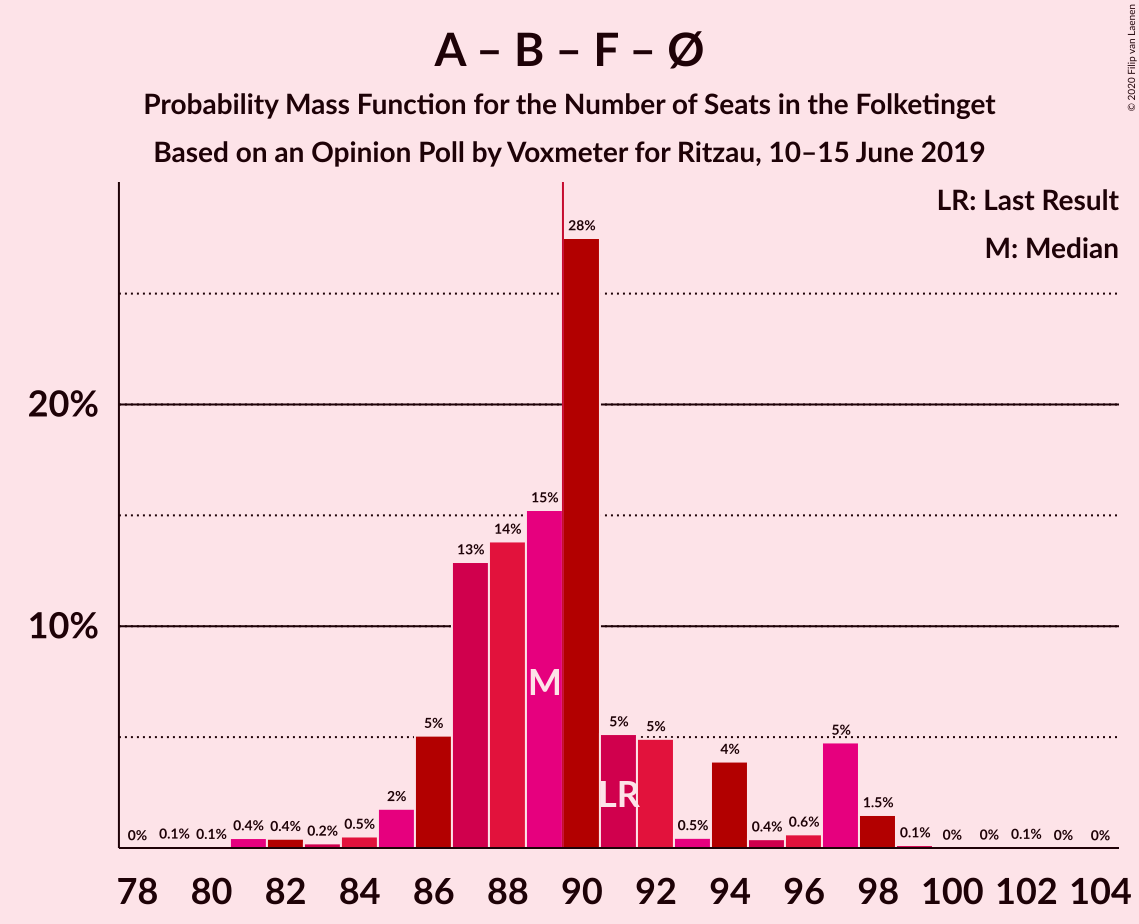 A – B – F – Ø
Probability Mass Function for the Number of Seats in the Folketinget
Based on an Opinion Poll by Voxmeter for Ritzau, 10–15 June 2019
© 2020 Filip van Laenen
LR: Last Result
M: Median
20%
10%
0% 0.1% 0.1% 0.4% 0.4% 0.2% 0.5% 2% 5% 13% 14% 15% 28% 5% 5% 0.5% 4% 0.4% 0.6% 5% 1.5% 0.1% 0% 0% 0.1% 0% 0%
M
LR
78 80 82 84 86 88 90 92 94 96 98 100 102 104